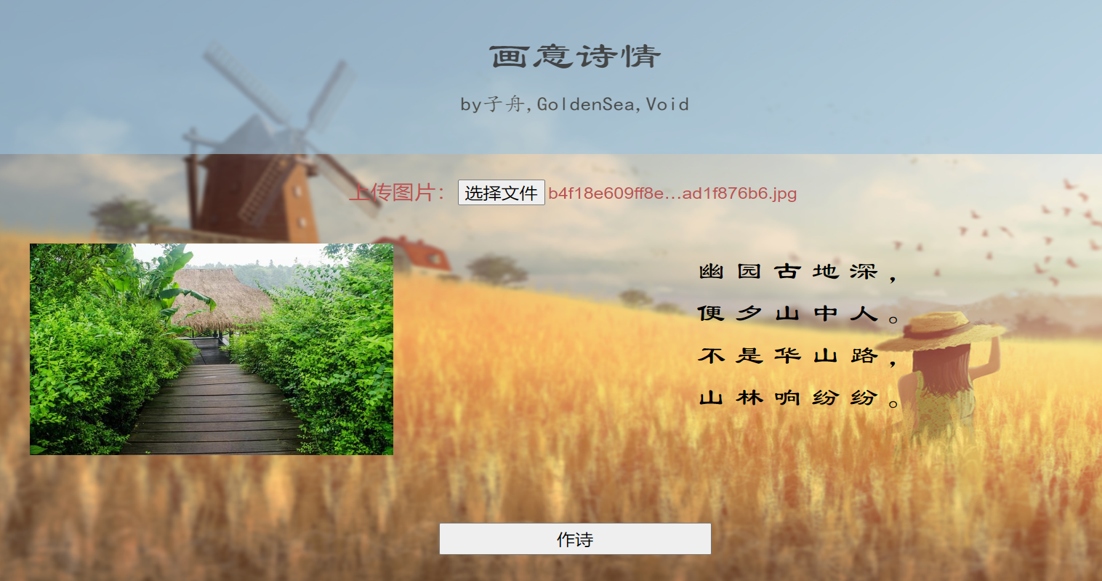 画意诗情
by子舟,GoldenSea,Void
上传图片： 选择文件 b4f18e609ff8e...ad1f876b6.jpg
幽园古地深，
便夕山中人。
不是华山路，
山林响纷纷。
作诗